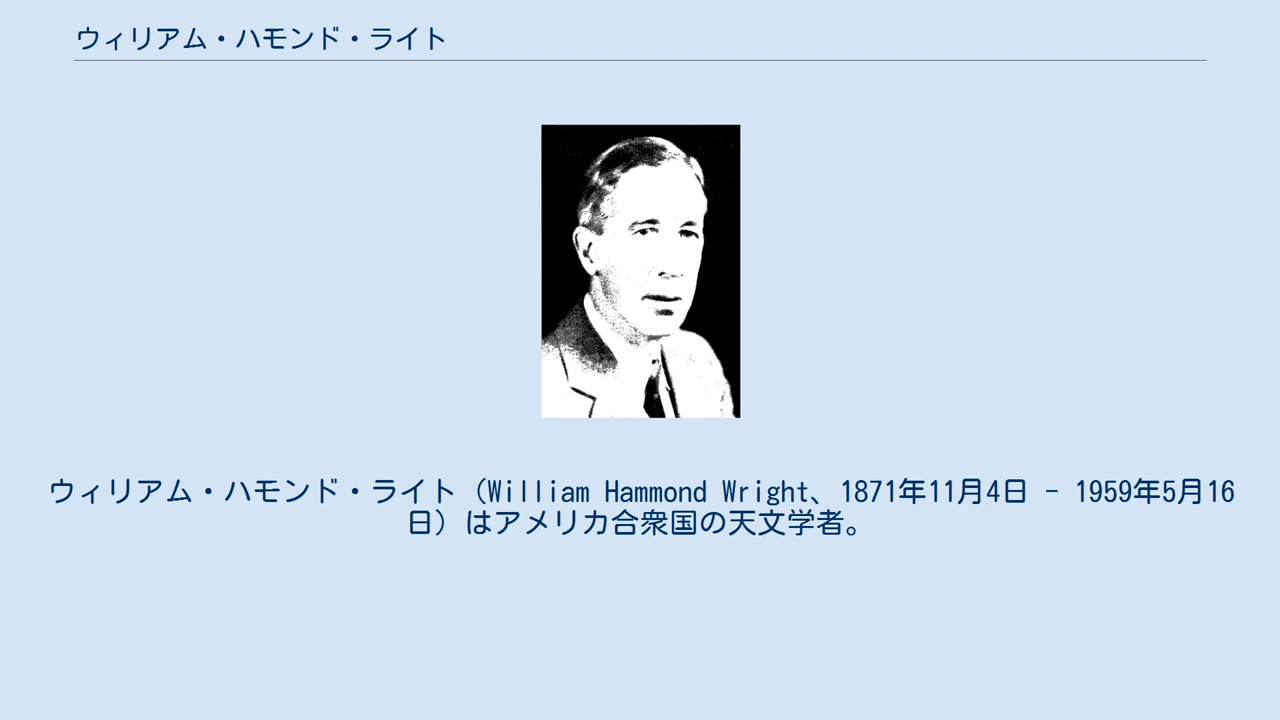 ウィリアム・ハモンド・ライト
ウィリアム・ハモンド・ライト（William Hammond Wright、1871年11月4日 - 1959年5月16
日）はアメリカ合衆国の天文学者。